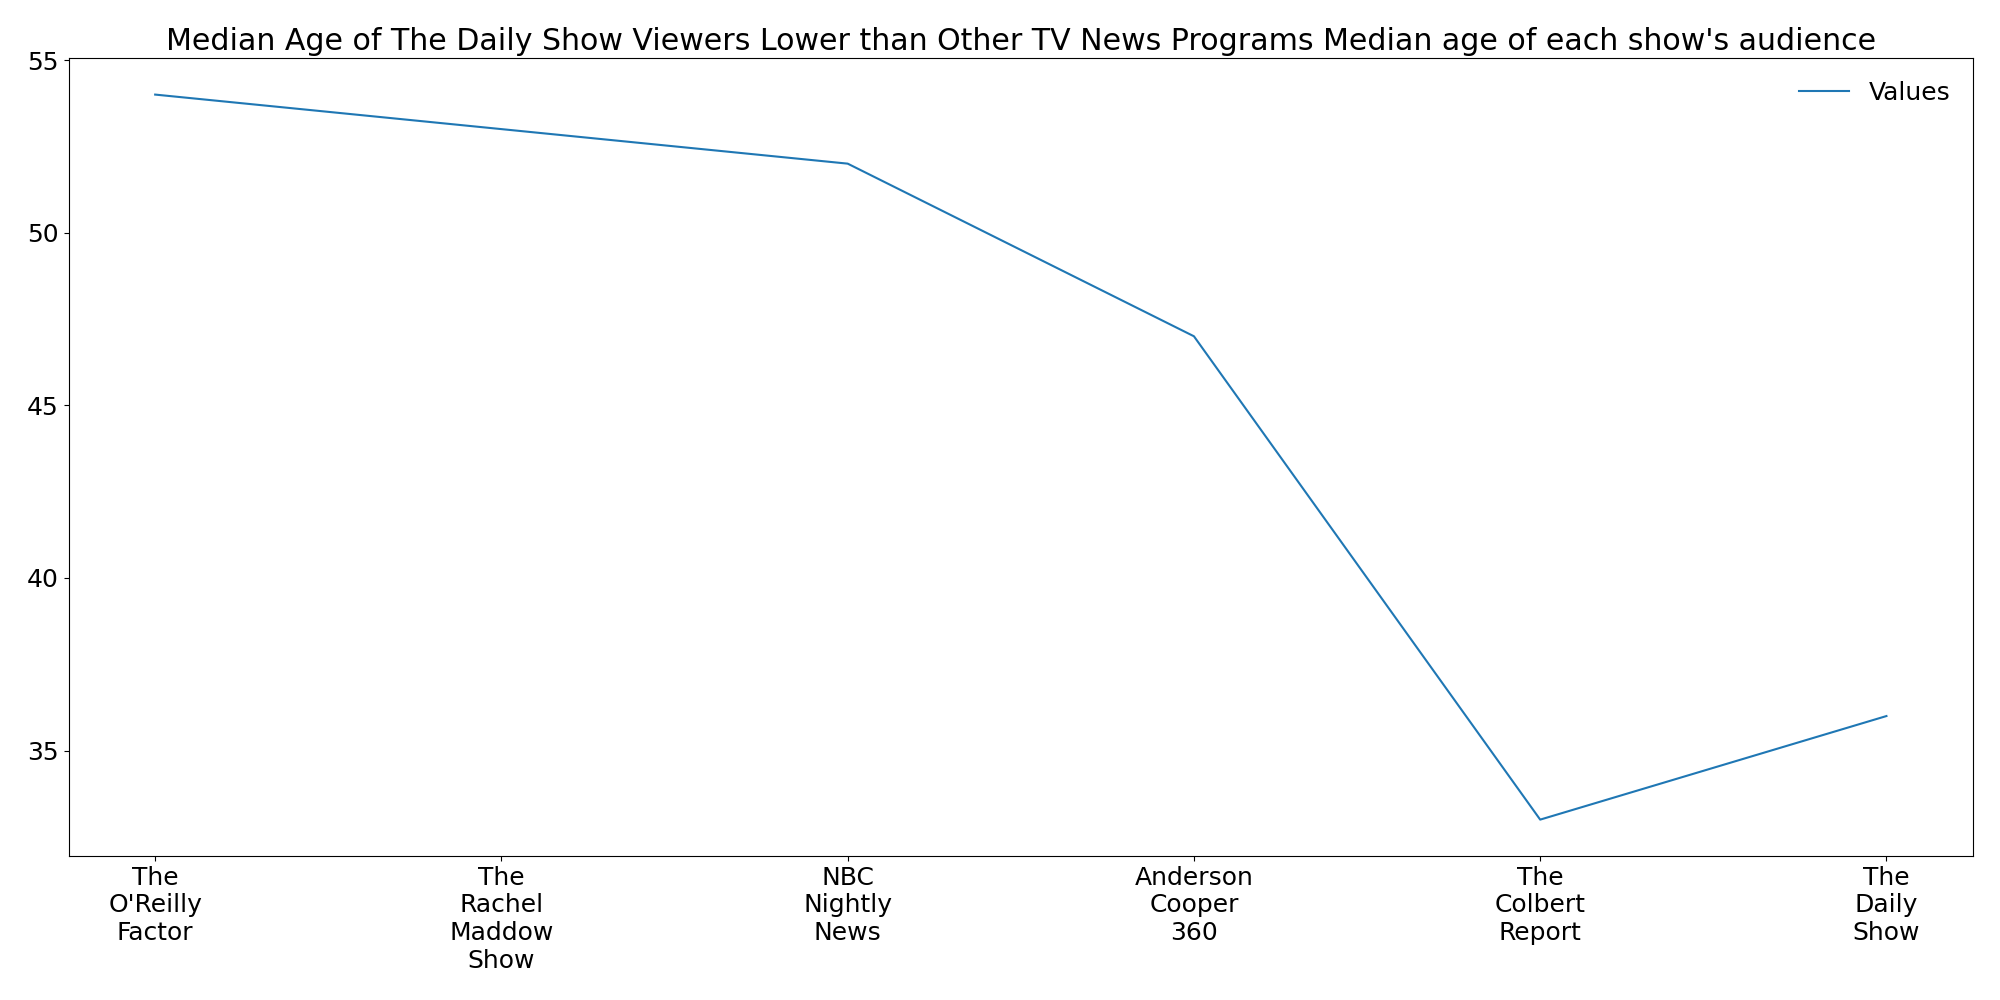 Median Age of The Daily Show Viewers Lower than Other TV News Programs Median age of each show's audience
55
50
45
40
35
Values
The
O'Reilly
Factor
The
Rachel
Maddow
Show
NBC
Nightly
News
Anderson
Cooper
360
The
Colbert
Report
The
Daily
Show